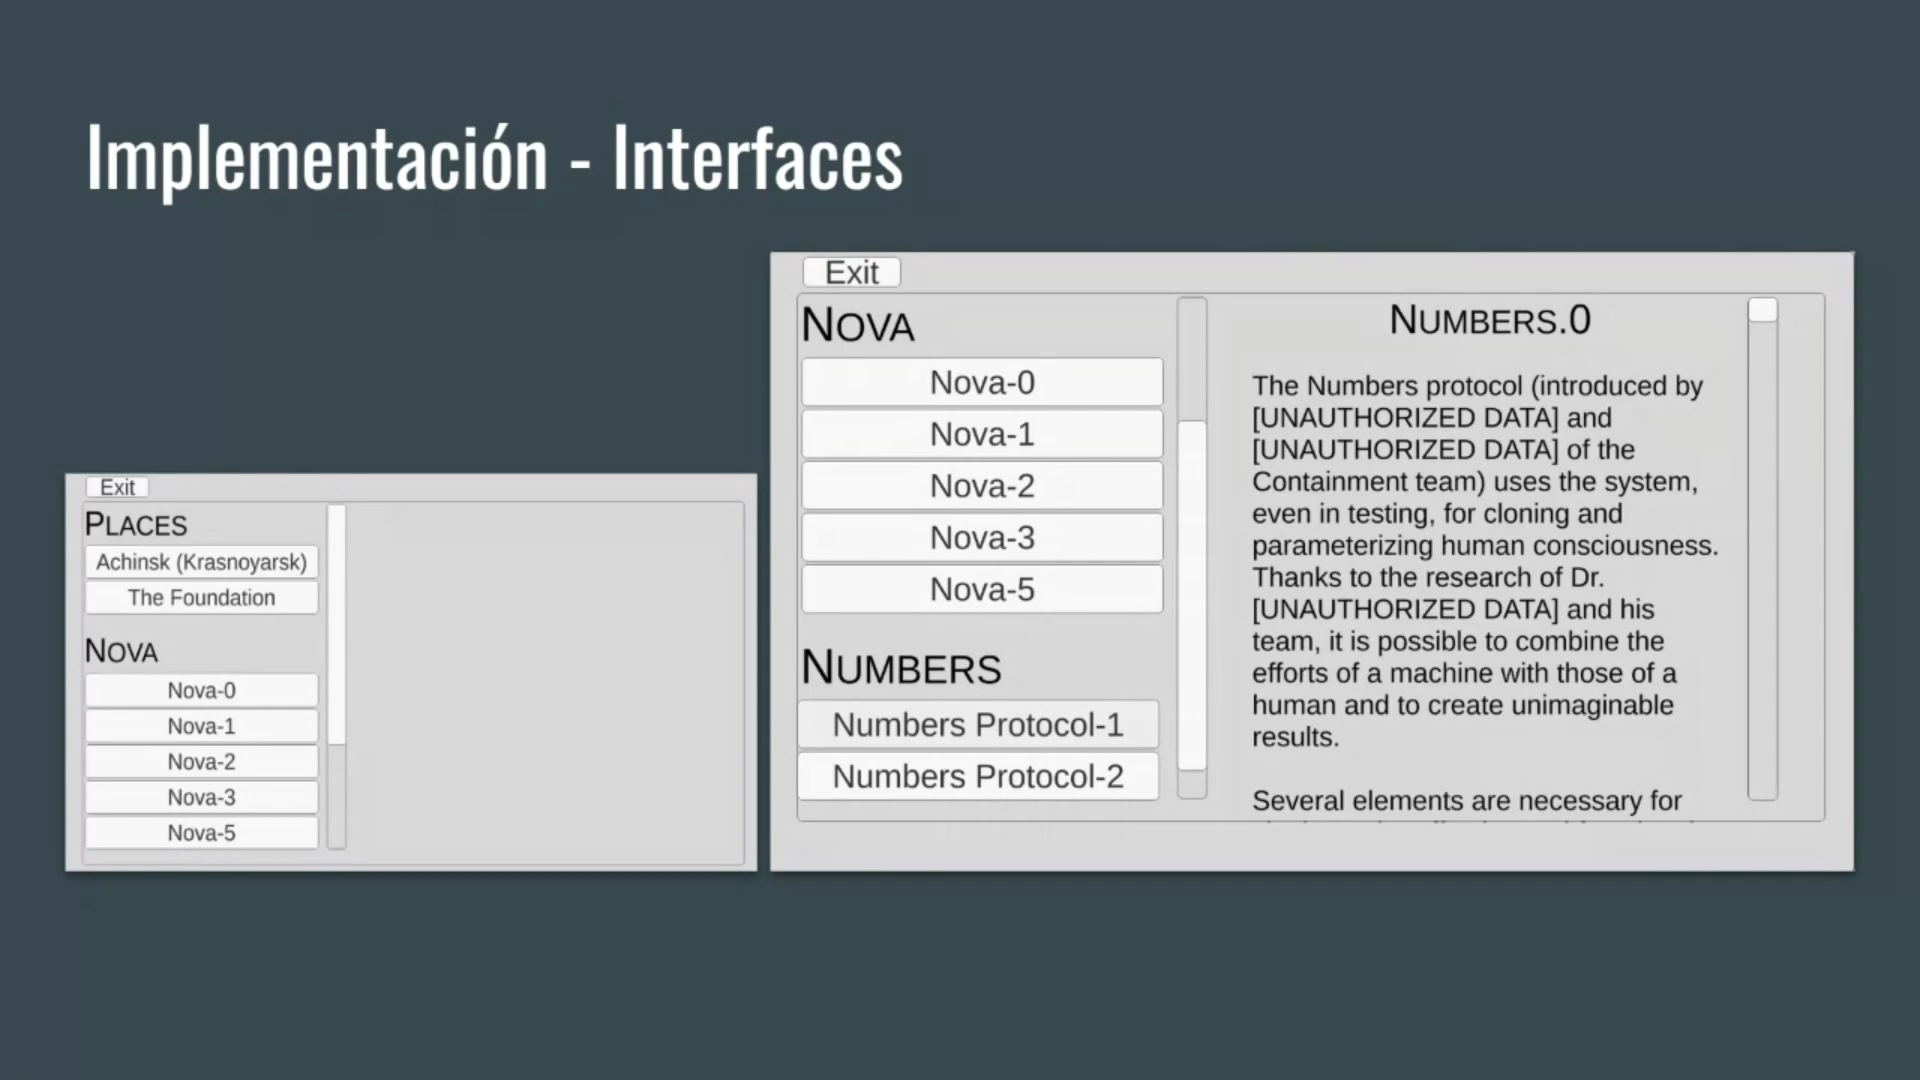 Implementación - Interfaces
Exit
PLACES
Achinsk (Krasnoyarsk)
The Foundation
NOVA
Nova-0
Nova-1
Nova-2
Nova-3
Nova-5
Exit
NOVA
Nova-0
Nova-1
Nova-2
Nova-3
Nova-5
NUMBERS
Numbers Protocol-1
Numbers Protocol-2
NUMBERS.0
The Numbers protocol (introduced by
[UNAUTHORIZED DATA] and
[UNAUTHORIZED DATA] of the
Containment team) uses the system,
even in testing, for cloning and
parameterizing human consciousness.
Thanks to the research of Dr.
[UNAUTHORIZED DATA] and his
team, it is possible to combine the
efforts of a machine with those of a
human and to create unimaginable
results.
Several elements are necessary for